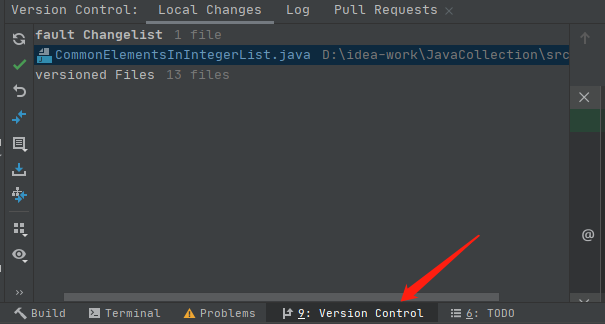 Version Control: Local Changes Log Pull Requests
fault Changelist 1 file
CommonElementsInIntegerList.java D:\idea-work\JavaCollection\src
versioned Files 13 files
@
Build Terminal Problems 9: Version Control 6: TODO